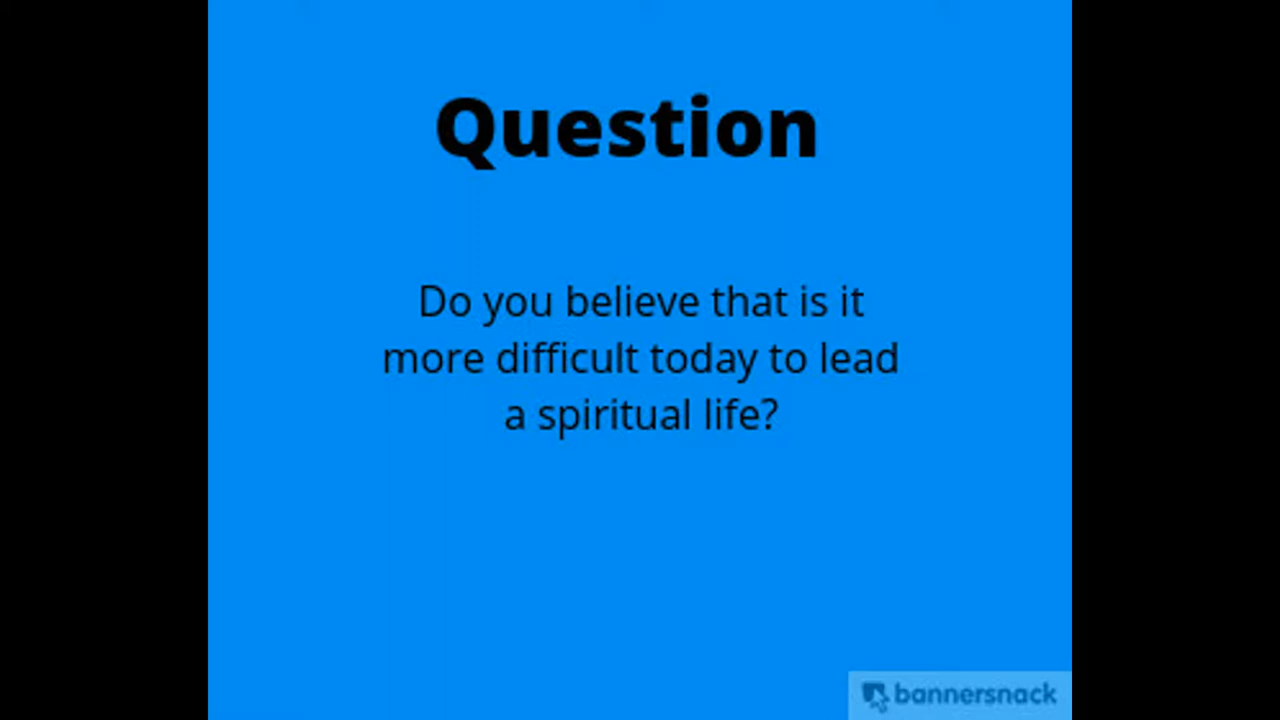 Question
Do you believe that is it
more difficult today to lead
a spiritual life?
bannersnack